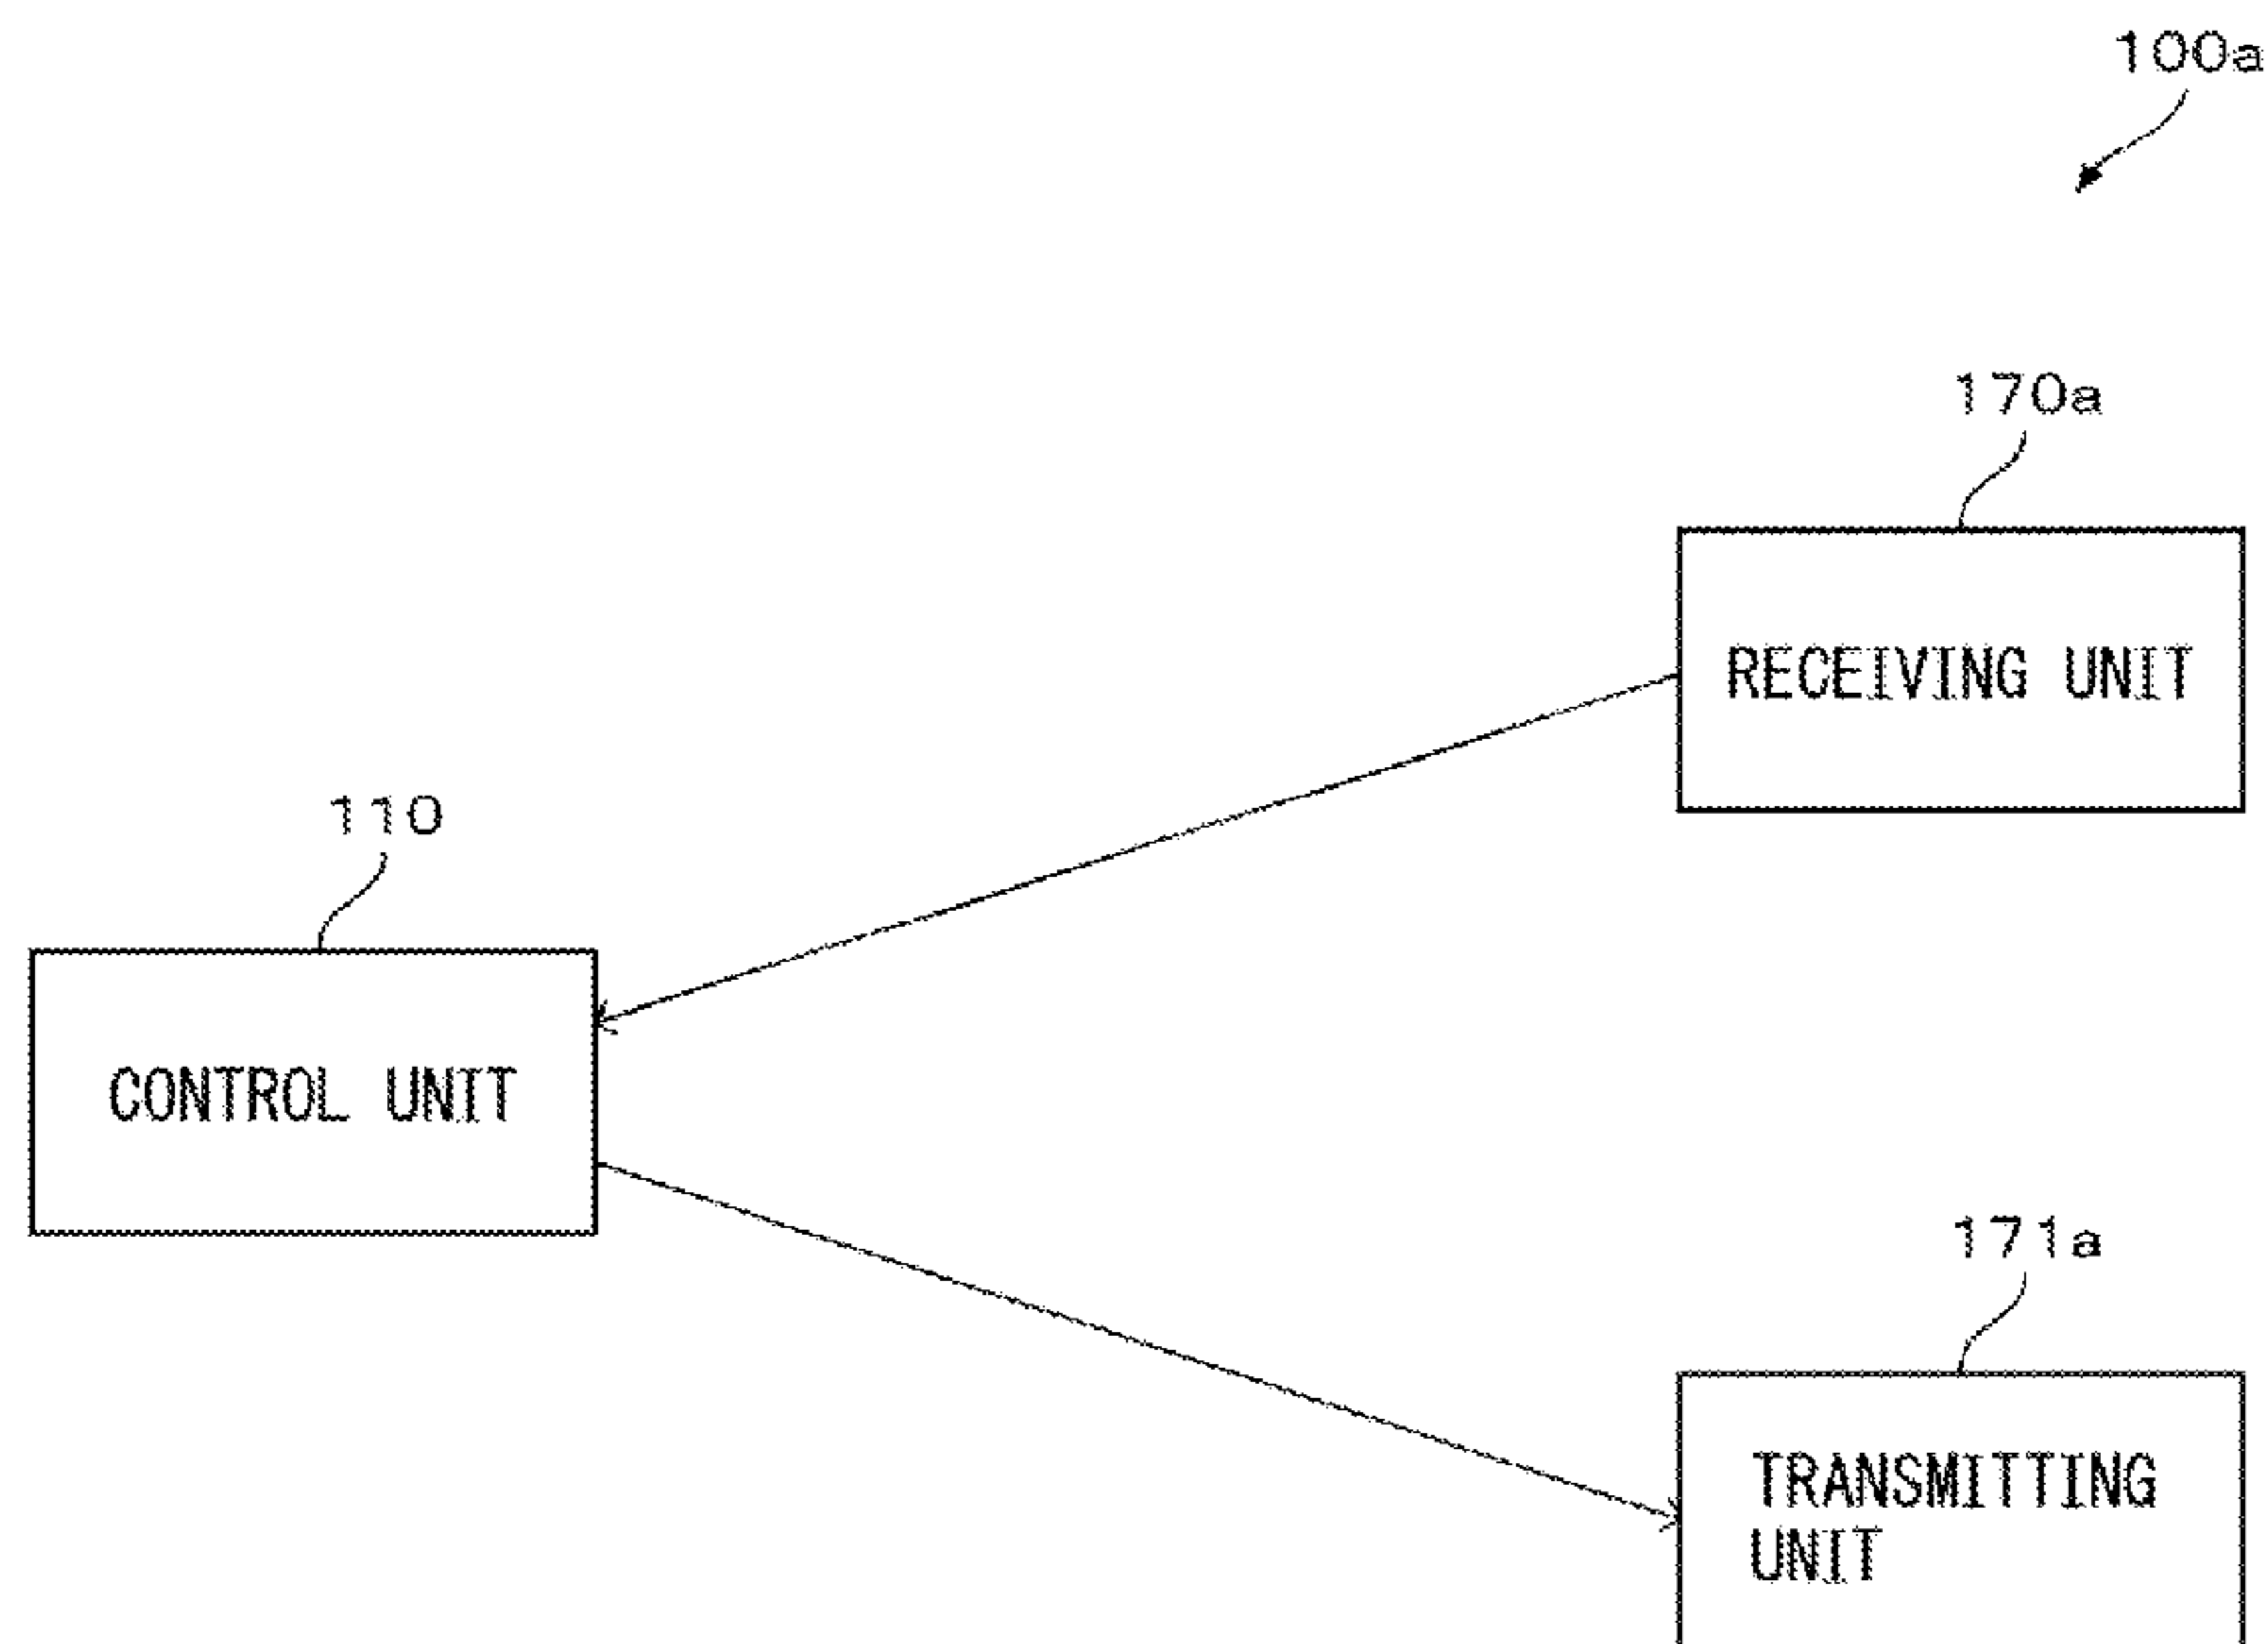 100a
170a
RECEIVING UNIT
110
CONTROL UNIT
171a
TRANSMITTING
UNIT